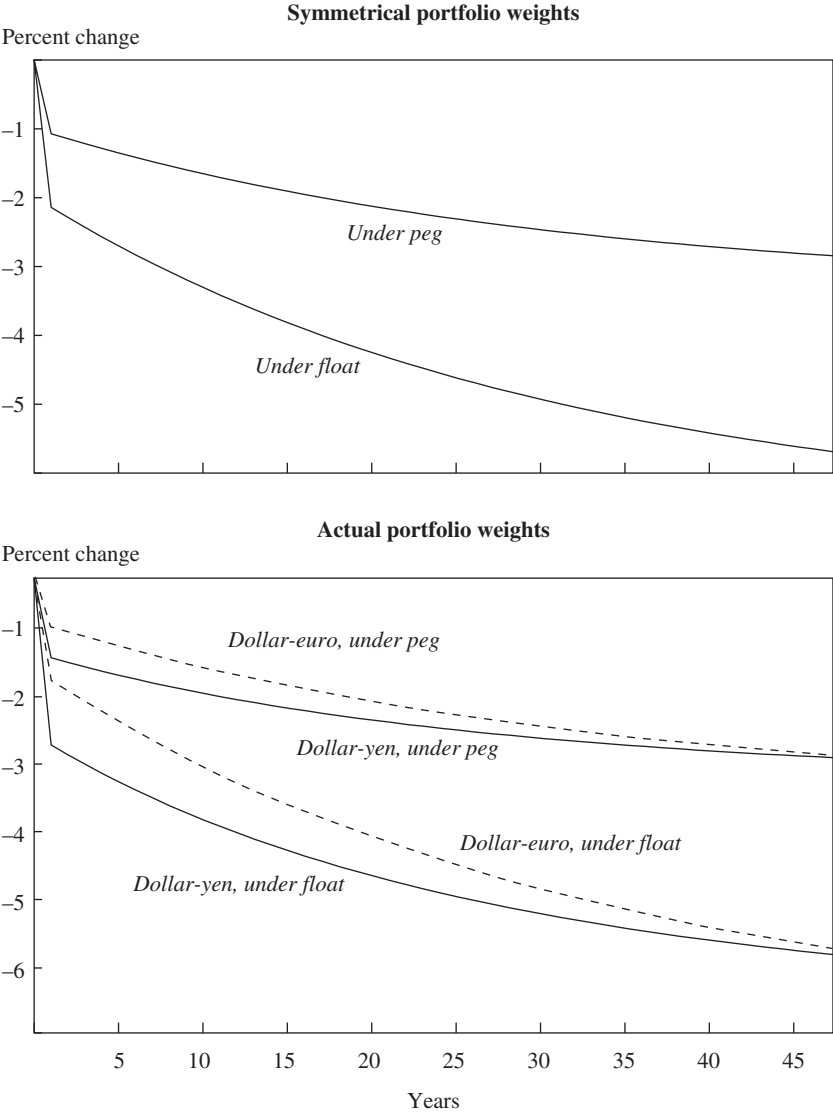 Symmetrical portfolio weights
Percent change
–1
–2
Under peg
–3
–4
Under float
–5
Actual portfolio weights
Percent change
–1
Dollar-euro, under peg
–2
Dollar-yen, under peg
–3
–4
Dollar-euro, under float
Dollar-yen, under float
–5
–6
5 10 15 20 25 30 35 40 45
Years